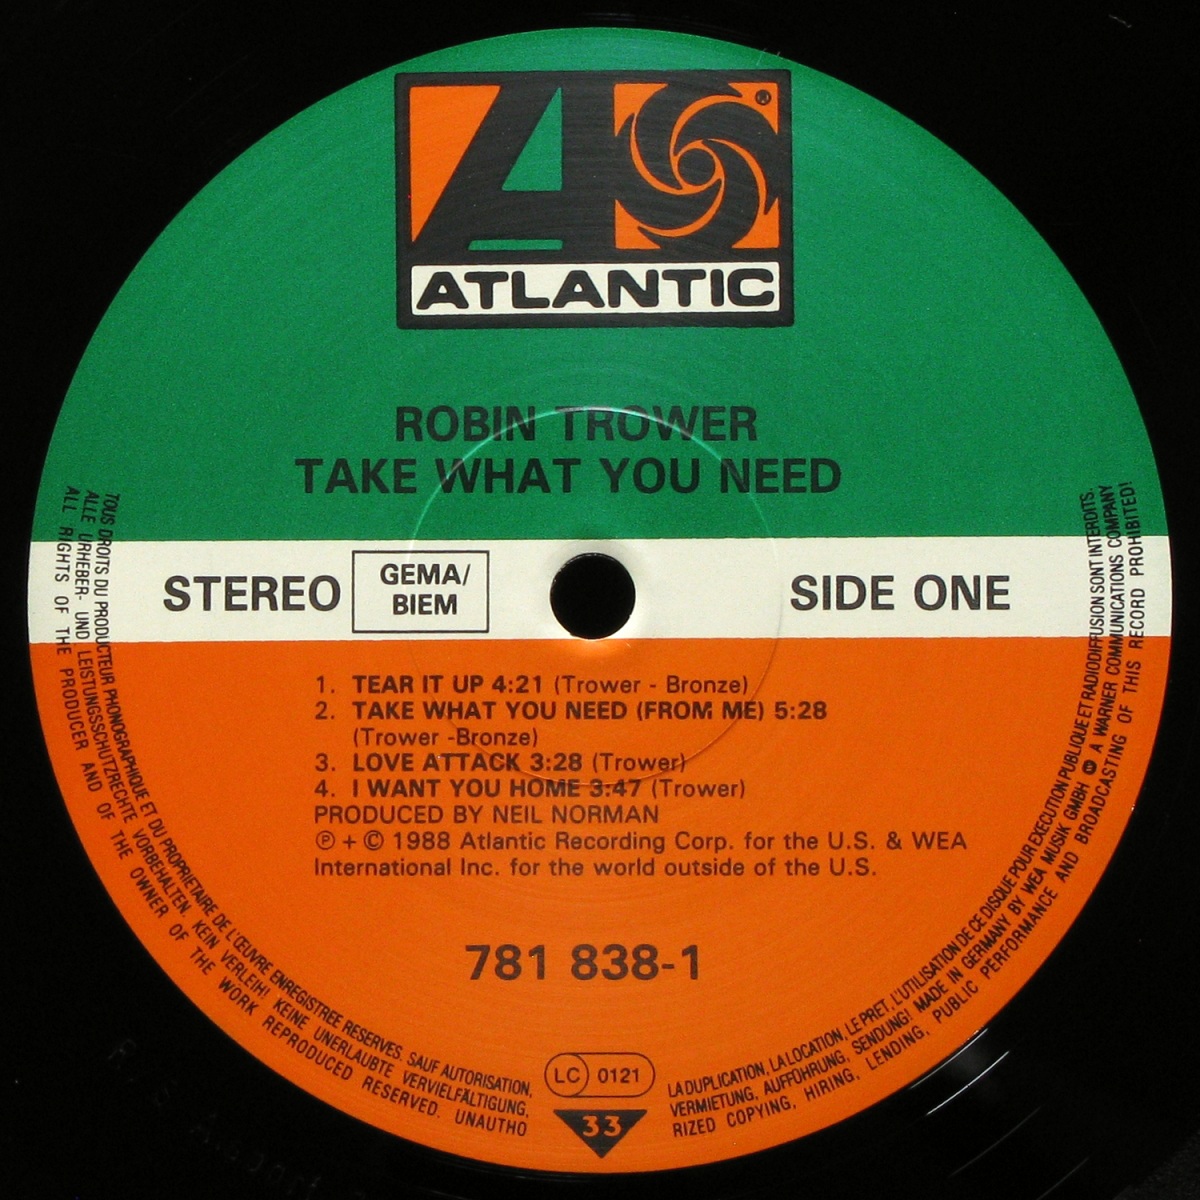 ATLANTIC
®
ROBIN TROWER
TAKE WHAT YOU NEED
STEREO
GEMA/
BIEM
SIDE ONE
1. TEAR IT UP 4:21 (Trower - Bronze)
2. TAKE WHAT YOU NEED (FROM ME) 5:28
(Trower -Bronze)
3. LOVE ATTACK 3:28 (Trower)
4. I WANT YOU HOME 3:47 (Trower)
PRODUCED BY NEIL NORMAN
℗ + © 1988 Atlantic Recording Corp. for the U.S. & WEA
International Inc. for the world outside of the U.S.
781 838-1
LC 0121
33
TOUS DROITS DU PRODUCTEUR PHONOGRAPHIQUE ET DU PROPRIETAIRE DE L'ŒUVRE ENREGISTREE RESERVES. SAUF AUTORISATION, LA DUPLICATION, LA LOCATION, LE PRET, L'UTILISATION DE CE DISQUE POUR EXECUTION PUBLIQUE ET RADIODIFFUSION SONT INTERDITS.
ALLE URHEBER- UND LEISTUNGSSCHUTZRECHTE VORBEHALTEN. KEIN VERLEIH! KEINE UNERLAUBTE VERVIELFÄLTIGUNG, VERMIETUNG, AUFFÜHRUNG, SENDUNG! MADE IN GERMANY BY WEA MUSIK GMBH A WARNER COMMUNICATIONS COMPANY
ALL RIGHTS OF THE PRODUCER AND OF THE OWNER OF THE WORK REPRODUCED RESERVED. UNAUTHORIZED COPYING, HIRING, LENDING, PUBLIC PERFORMANCE AND BROADCASTING OF THIS RECORD PROHIBITED!